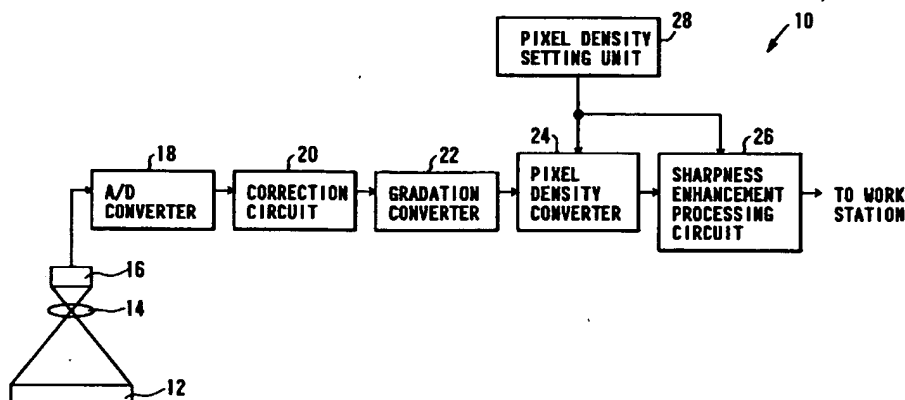 28
10
PIXEL DENSITY
SETTING UNIT
18
20
22
24
26
A/D
CONVERTER
CORRECTION
CIRCUIT
GRADATION
CONVERTER
PIXEL
DENSITY
CONVERTER
SHARPNESS
ENHANCEMENT
PROCESSING
CIRCUIT
TO WORK
STATION
16
14
12